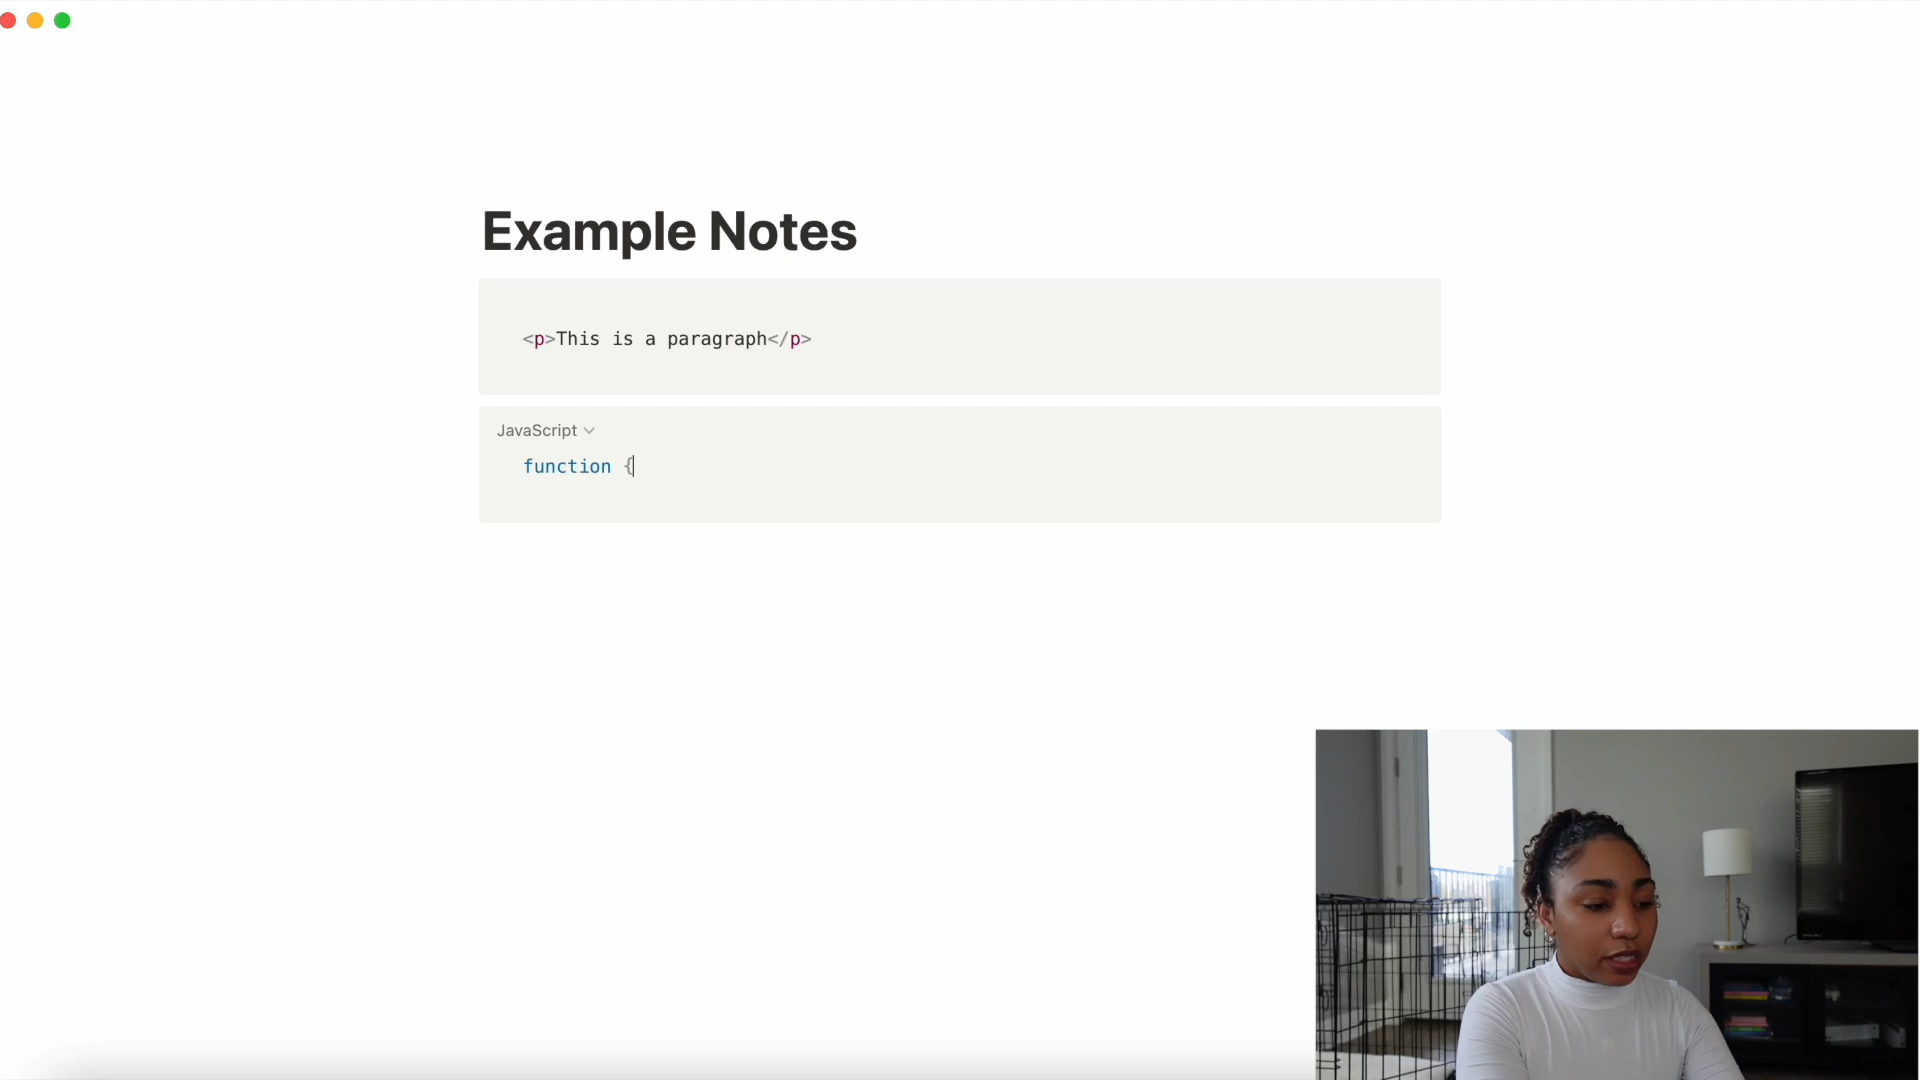 Example Notes
<p>This is a paragraph</p>
JavaScript
function {